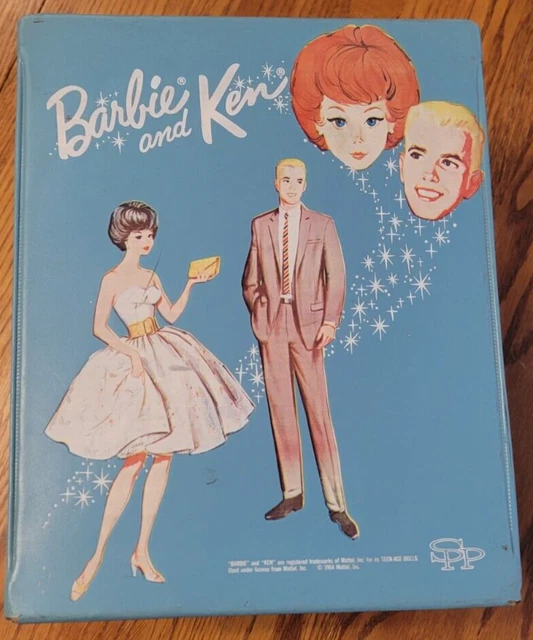 Barbie® and Ken®
"BARBIE" and "KEN" are registered trademarks of Mattel, Inc. for its TEEN-AGE DOLLS
Used under license from Mattel, Inc. © 1964 Mattel, Inc.
SPP